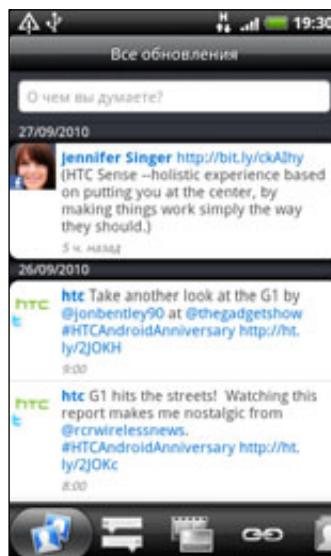 H 19:30
Все обновления
О чем вы думаете?
27/09/2010
Jennifer Singer http://bit.ly/ckAIhy
(HTC Sense --holistic experience based
on putting you at the center, by
making things work simply the way
they should.)
5 ч. назад
26/09/2010
htc Take another look at the G1 by
@jonbentley90 at @thegadgetshow
#HTCAndroidAnniversary http://ht.
ly/2JOKH
9:00
htc G1 hits the streets! Watching this
report makes me nostalgic from
@rcrwirelessnews.
#HTCAndroidAnniversary http://ht.
ly/2JOKc
8:00